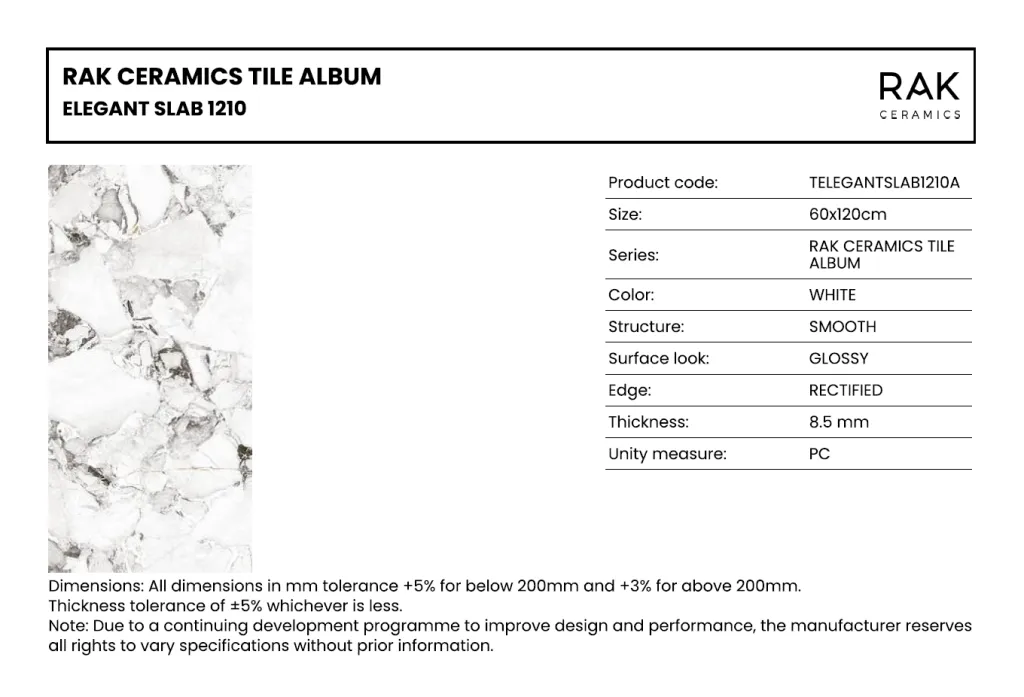 RAK CERAMICS TILE ALBUM
ELEGANT SLAB 1210
RAK
CERAMICS
Product code: TELEGANTSLAB1210A
Size: 60x120cm
Series: RAK CERAMICS TILE
ALBUM
Color: WHITE
Structure: SMOOTH
Surface look: GLOSSY
Edge: RECTIFIED
Thickness: 8.5 mm
Unity measure: PC
Dimensions: All dimensions in mm tolerance +5% for below 200mm and +3% for above 200mm.
Thickness tolerance of ±5% whichever is less.
Note: Due to a continuing development programme to improve design and performance, the manufacturer reserves
all rights to vary specifications without prior information.